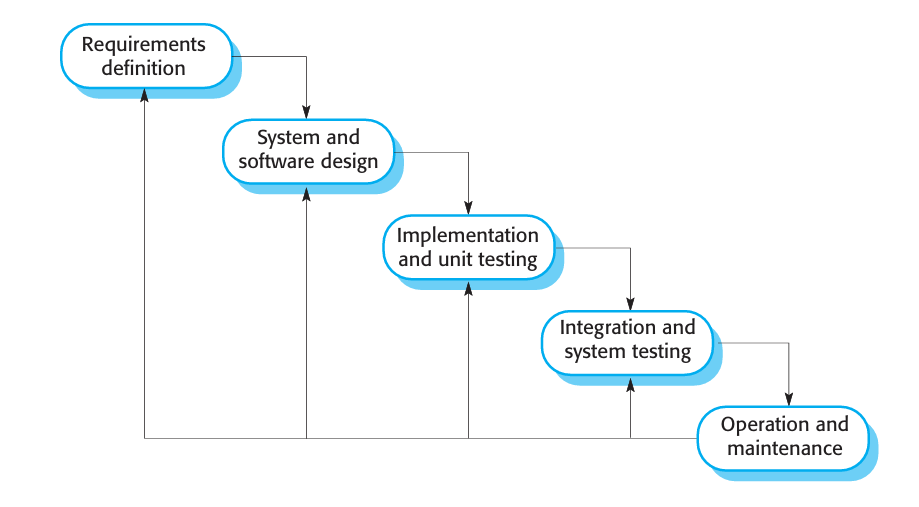 Requirements
definition
System and
software design
Implementation
and unit testing
Integration and
system testing
Operation and
maintenance